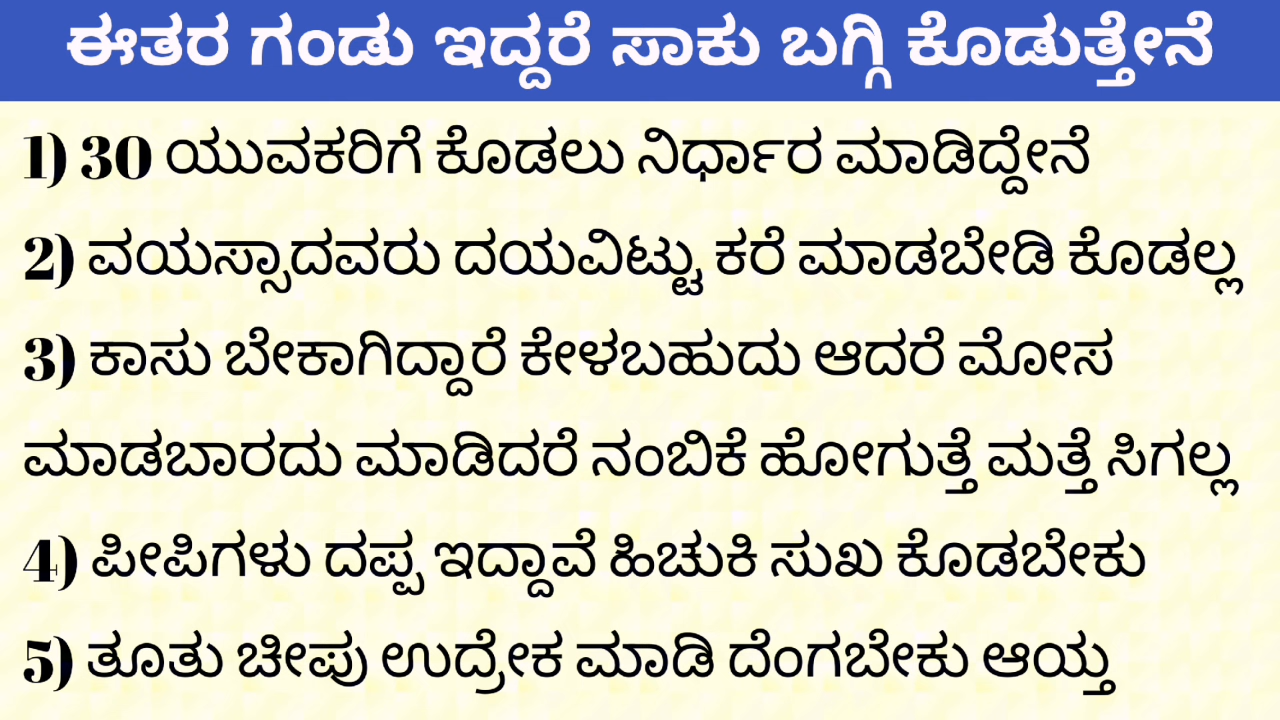 ಈತರ ಗಂಡು ಇದ್ದರೆ ಸಾಕು ಬಗ್ಗಿ ಕೊಡುತ್ತೇನೆ
1) 30 ಯುವಕರಿಗೆ ಕೊಡಲು ನಿರ್ಧಾರ ಮಾಡಿದ್ದೇನೆ
2) ವಯಸ್ಸಾದವರು ದಯವಿಟ್ಟು ಕರೆ ಮಾಡಬೇಡಿ ಕೊಡಲ್ಲ
3) ಕಾಸು ಬೇಕಾಗಿದ್ದಾರೆ ಕೇಳಬಹುದು ಆದರೆ ಮೋಸ
ಮಾಡಬಾರದು ಮಾಡಿದರೆ ನಂಬಿಕೆ ಹೋಗುತ್ತೆ ಮತ್ತೆ ಸಿಗಲ್ಲ
4) ಪೀಪಿಗಳು ದಪ್ಪ ಇದ್ದಾವೆ ಹಿಚುಕಿ ಸುಖ ಕೊಡಬೇಕು
5) ತೂತು ಚೀಪು ಉದ್ರೇಕ ಮಾಡಿ ದೆಂಗಬೇಕು ಆಯ್ತ